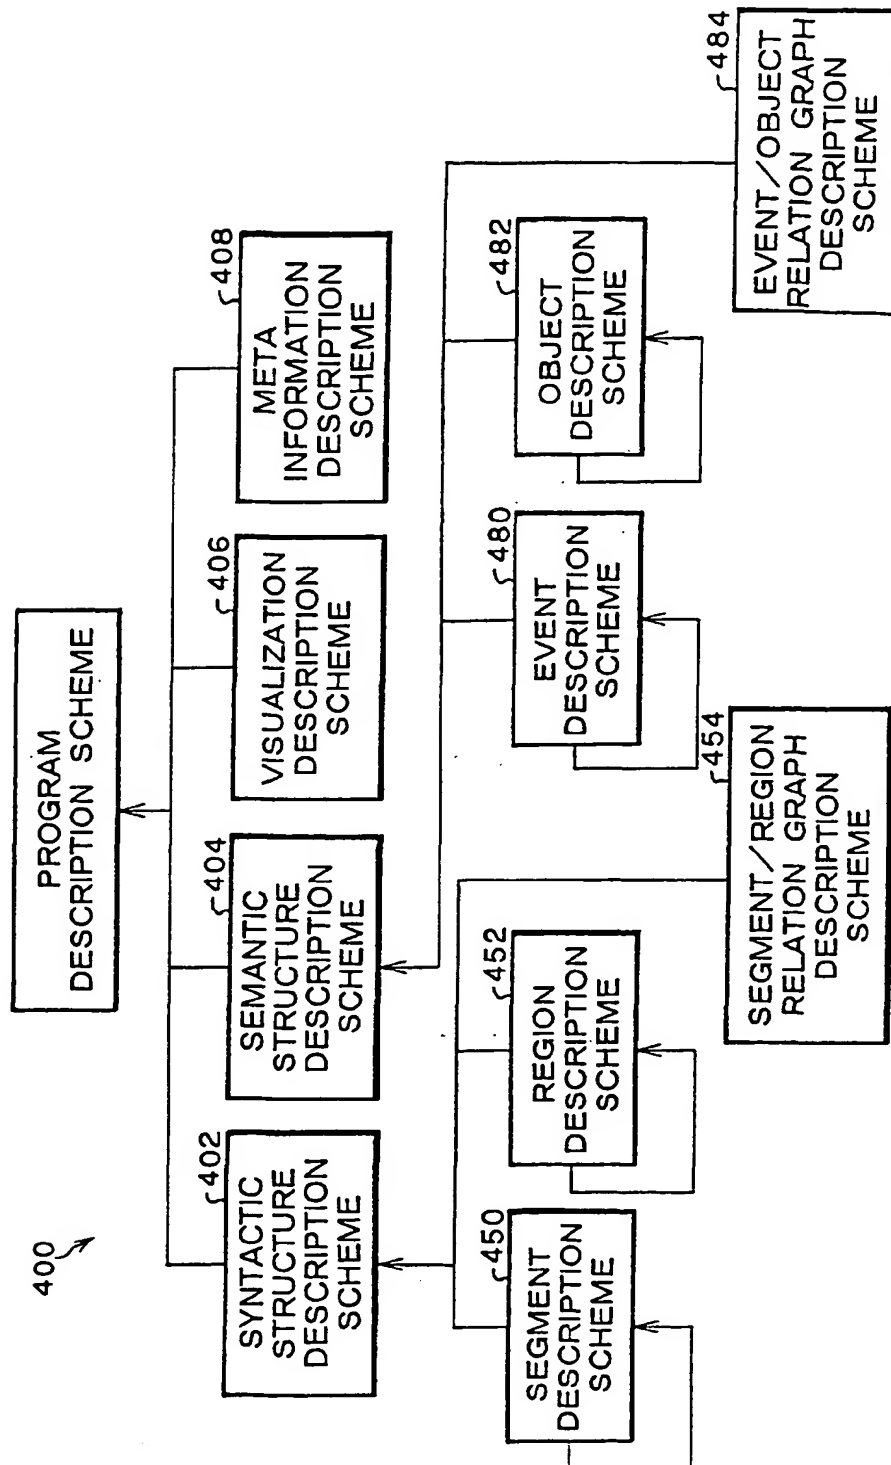 400
PROGRAM
DESCRIPTION SCHEME
402
SYNTACTIC
STRUCTURE
DESCRIPTION
SCHEME
404
SEMANTIC
STRUCTURE
DESCRIPTION
SCHEME
406
VISUALIZATION
DESCRIPTION
SCHEME
408
META
INFORMATION
DESCRIPTION
SCHEME
450
SEGMENT
DESCRIPTION
SCHEME
452
REGION
DESCRIPTION
SCHEME
454
SEGMENT/REGION
RELATION GRAPH
DESCRIPTION
SCHEME
480
EVENT
DESCRIPTION
SCHEME
482
OBJECT
DESCRIPTION
SCHEME
484
EVENT/OBJECT
RELATION GRAPH
DESCRIPTION
SCHEME